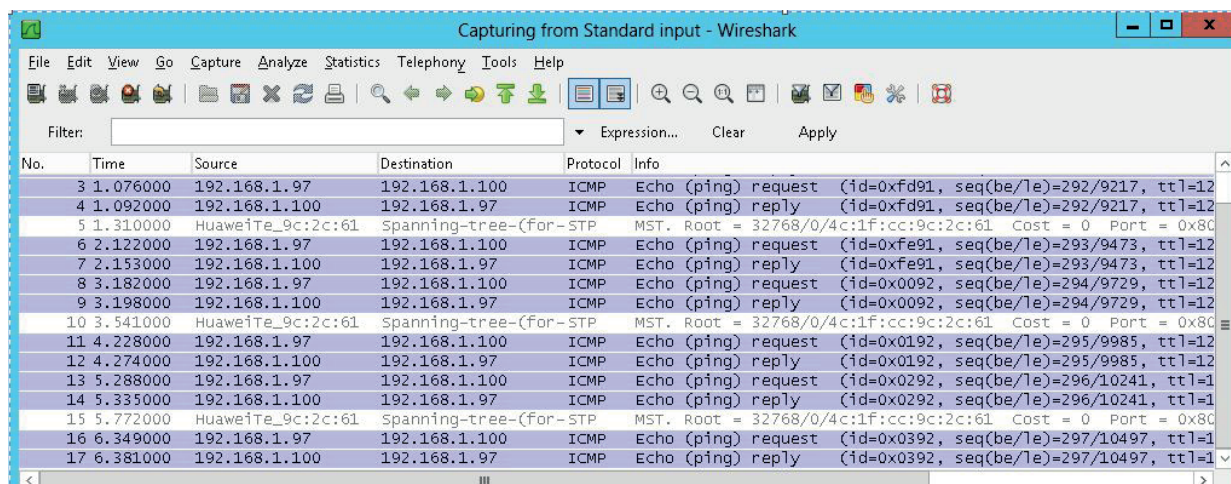 Capturing from Standard input - Wireshark
File Edit View Go Capture Analyze Statistics Telephony Tools Help
Filter: Expression... Clear Apply
No. Time Source Destination Protocol Info
3 1.076000 192.168.1.97 192.168.1.100 ICMP Echo (ping) request (id=0xfd91, seq(be/le)=292/9217, ttl=12
4 1.092000 192.168.1.100 192.168.1.97 ICMP Echo (ping) reply (id=0xfd91, seq(be/le)=292/9217, ttl=12
5 1.310000 HuaweiTe_9c:2c:61 Spanning-tree-(for- STP MST. Root = 32768/0/4c:1f:cc:9c:2c:61 Cost = 0 Port = 0x80
6 2.122000 192.168.1.97 192.168.1.100 ICMP Echo (ping) request (id=0xfe91, seq(be/le)=293/9473, ttl=12
7 2.153000 192.168.1.100 192.168.1.97 ICMP Echo (ping) reply (id=0xfe91, seq(be/le)=293/9473, ttl=12
8 3.182000 192.168.1.97 192.168.1.100 ICMP Echo (ping) request (id=0x0092, seq(be/le)=294/9729, ttl=12
9 3.198000 192.168.1.100 192.168.1.97 ICMP Echo (ping) reply (id=0x0092, seq(be/le)=294/9729, ttl=12
10 3.541000 HuaweiTe_9c:2c:61 Spanning-tree-(for- STP MST. Root = 32768/0/4c:1f:cc:9c:2c:61 Cost = 0 Port = 0x80
11 4.228000 192.168.1.97 192.168.1.100 ICMP Echo (ping) request (id=0x0192, seq(be/le)=295/9985, ttl=12
12 4.274000 192.168.1.100 192.168.1.97 ICMP Echo (ping) reply (id=0x0192, seq(be/le)=295/9985, ttl=12
13 5.288000 192.168.1.97 192.168.1.100 ICMP Echo (ping) request (id=0x0292, seq(be/le)=296/10241, ttl=1
14 5.335000 192.168.1.100 192.168.1.97 ICMP Echo (ping) reply (id=0x0292, seq(be/le)=296/10241, ttl=1
15 5.772000 HuaweiTe_9c:2c:61 Spanning-tree-(for- STP MST. Root = 32768/0/4c:1f:cc:9c:2c:61 Cost = 0 Port = 0x80
16 6.349000 192.168.1.97 192.168.1.100 ICMP Echo (ping) request (id=0x0392, seq(be/le)=297/10497, ttl=1
17 6.381000 192.168.1.100 192.168.1.97 ICMP Echo (ping) reply (id=0x0392, seq(be/le)=297/10497, ttl=1